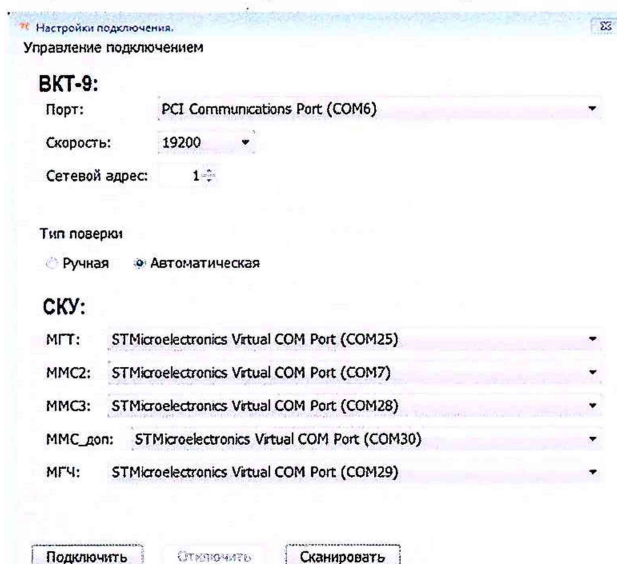 Настройки подключения.
Управление подключением
ВКТ-9:
Порт: PCI Communications Port (COM6)
Скорость: 19200
Сетевой адрес: 1
Тип поверки
Ручная Автоматическая
СКУ:
МГТ: STMicroelectronics Virtual COM Port (COM25)
ММС2: STMicroelectronics Virtual COM Port (COM7)
ММС3: STMicroelectronics Virtual COM Port (COM28)
ММС_доп: STMicroelectronics Virtual COM Port (COM30)
МГЧ: STMicroelectronics Virtual COM Port (COM29)
Подключить Отключить Сканировать